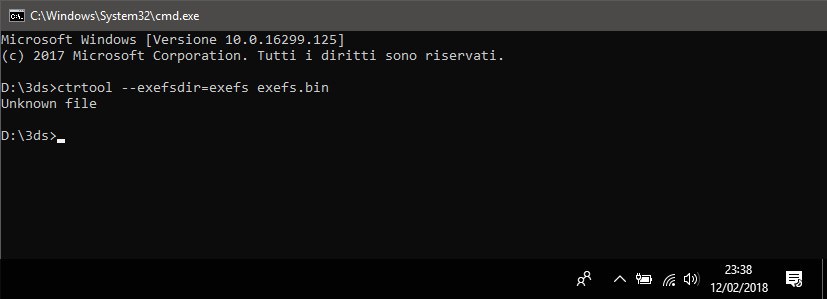 C:\Windows\System32\cmd.exe
Microsoft Windows [Versione 10.0.16299.125]
(c) 2017 Microsoft Corporation. Tutti i diritti sono riservati.
D:\3ds>ctrtool --exefsdir=exefs exefs.bin
Unknown file
D:\3ds>
23:38
12/02/2018